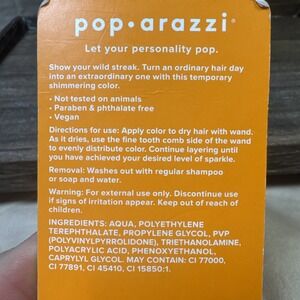 pop•arazzi®
Let your personality pop.
Show your wild streak. Turn an ordinary hair day
into an extraordinary one with this temporary
shimmering color.
• Not tested on animals
• Paraben & phthalate free
• Vegan
Directions for use: Apply color to dry hair with wand.
As it dries, use the fine tooth comb side of the wand
to evenly distribute color. Continue layering until
you have achieved your desired level of sparkle.
Removal: Washes out with regular shampoo
or soap and water.
Warning: For external use only. Discontinue use
if signs of irritation appear. Keep out of reach of
children.
INGREDIENTS: AQUA, POLYETHYLENE
TEREPHTHALATE, PROPYLENE GLYCOL, PVP
(POLYVINYLPYRROLIDONE), TRIETHANOLAMINE,
POLYACRYLIC ACID, PHENOXYETHANOL,
CAPRYLYL GLYCOL. MAY CONTAIN: CI 77000,
CI 77891, CI 45410, CI 15850:1.